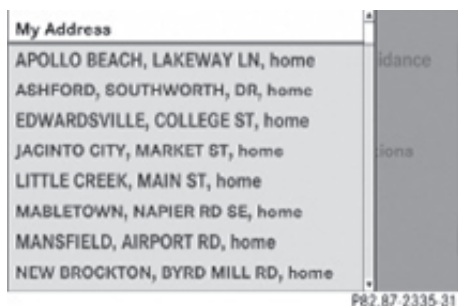 My Address
APOLLO BEACH, LAKEWAY LN, home
idance
ASHFORD, SOUTHWORTH, DR, home
EDWARDSVILLE, COLLEGE ST, home
JACINTO CITY, MARKET ST, home
ions
LITTLE CREEK, MAIN ST, home
MABLETOWN, NAPIER RD SE, home
MANSFIELD, AIRPORT RD, home
NEW BROCKTON, BYRD MILL RD, home
P82.87-2335-31